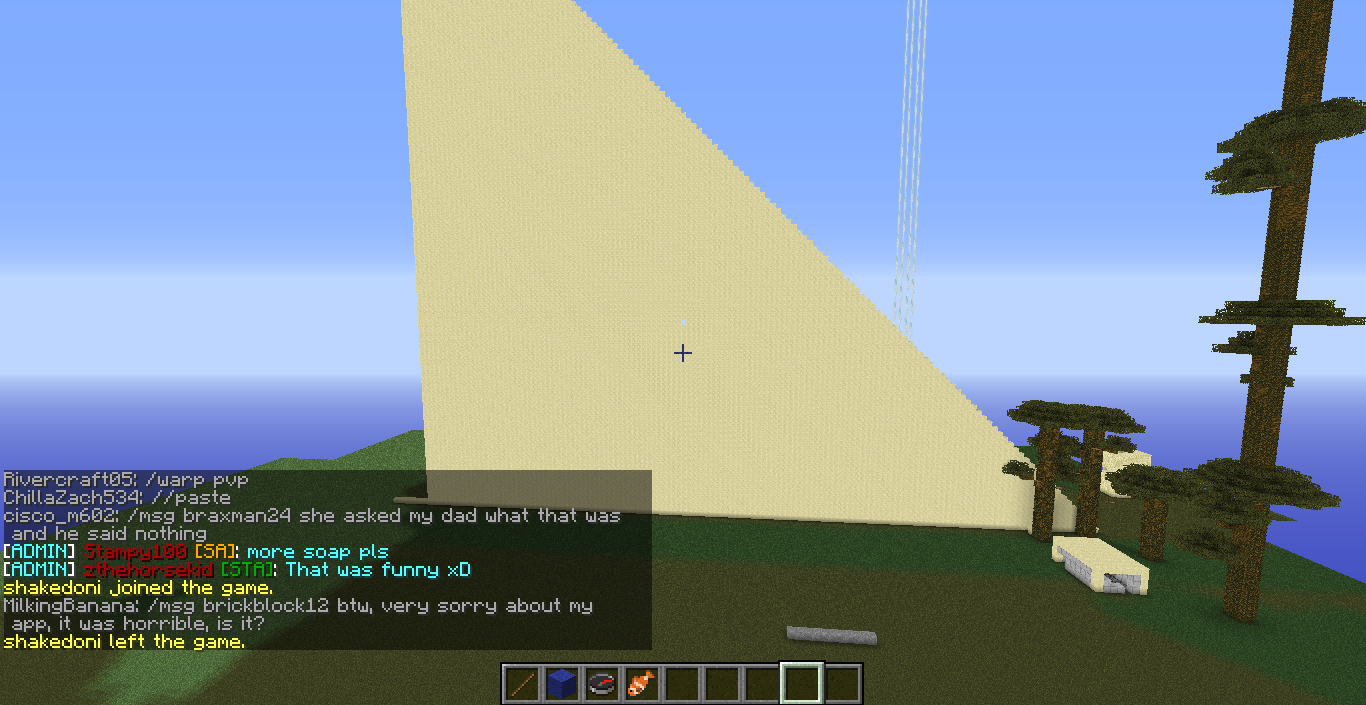 Rivercraft05: /warp pvp
ChillaZach534: //paste
cisco_m602: /msg braxman24 she asked my dad what that was
and he said nothing
[ADMIN] Stampy100 [SA]: more soap pls
[ADMIN] zthehorsekid [STA]: That was funny xD
shakedoni joined the game.
MilkingBanana: /msg brickblock12 btw, very sorry about my
app, it was horrible, is it?
shakedoni left the game.